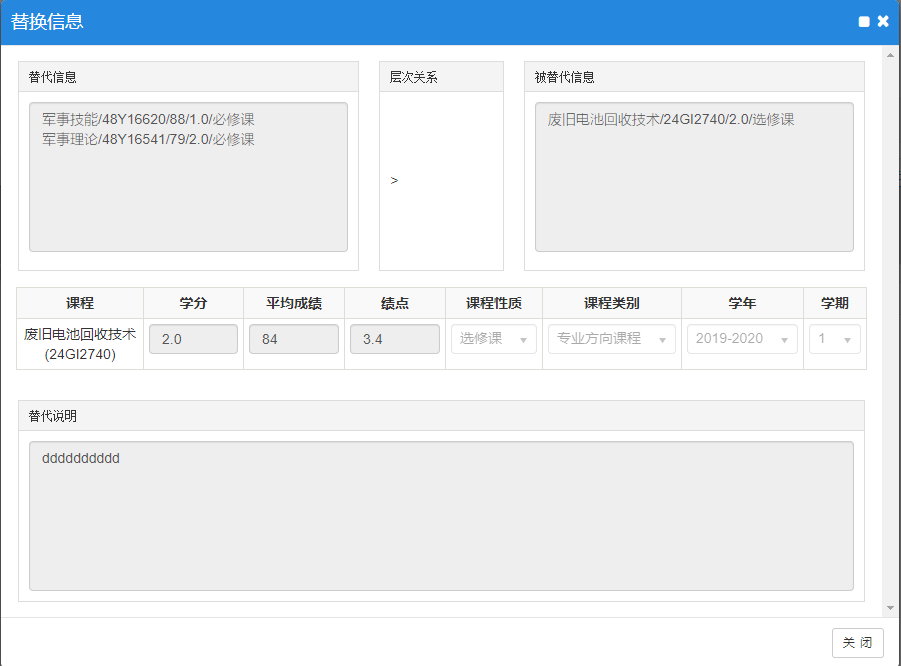 替换信息
替代信息
层次关系
被替代信息
军事技能/48Y16620/88/1.0/必修课
军事理论/48Y16541/79/2.0/必修课
>
废旧电池回收技术/24GI2740/2.0/选修课
课程 学分 平均成绩 绩点 课程性质 课程类别 学年 学期
废旧电池回收技术 2.0 84 3.4 选修课 专业方向课程 2019-2020 1
(24GI2740)
替代说明
dddddddddd
关 闭